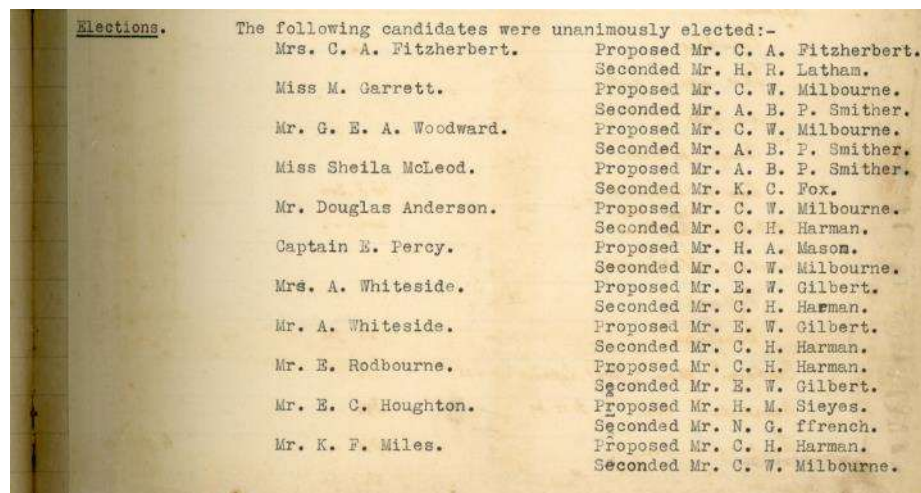 Elections. The following candidates were unanimously elected:-
Mrs. C. A. Fitzherbert. Proposed Mr. C. A. Fitzherbert.
Seconded Mr. H. R. Latham.
Miss M. Garrett. Proposed Mr. C. W. Milbourne.
Seconded Mr. A. B. P. Smither.
Mr. G. E. A. Woodward. Proposed Mr. C. W. Milbourne.
Seconded Mr. A. B. P. Smither.
Miss Sheila McLeod. Proposed Mr. A. B. P. Smither.
Seconded Mr. K. C. Fox.
Mr. Douglas Anderson. Proposed Mr. C. W. Milbourne.
Seconded Mr. C. H. Harman.
Captain E. Percy. Proposed Mr. H. A. Mason.
Seconded Mr. C. W. Milbourne.
Mrs. A. Whiteside. Proposed Mr. E. W. Gilbert.
Seconded Mr. C. H. Harman.
Mr. A. Whiteside. Proposed Mr. E. W. Gilbert.
Seconded Mr. C. H. Harman.
Mr. E. Rodbourne. Proposed Mr. C. H. Harman.
Seconded Mr. E. W. Gilbert.
Mr. E. C. Houghton. Proposed Mr. H. M. Sieyes.
Seconded Mr. N. G. ffrench.
Mr. K. F. Miles. Proposed Mr. C. H. Harman.
Seconded Mr. C. W. Milbourne.